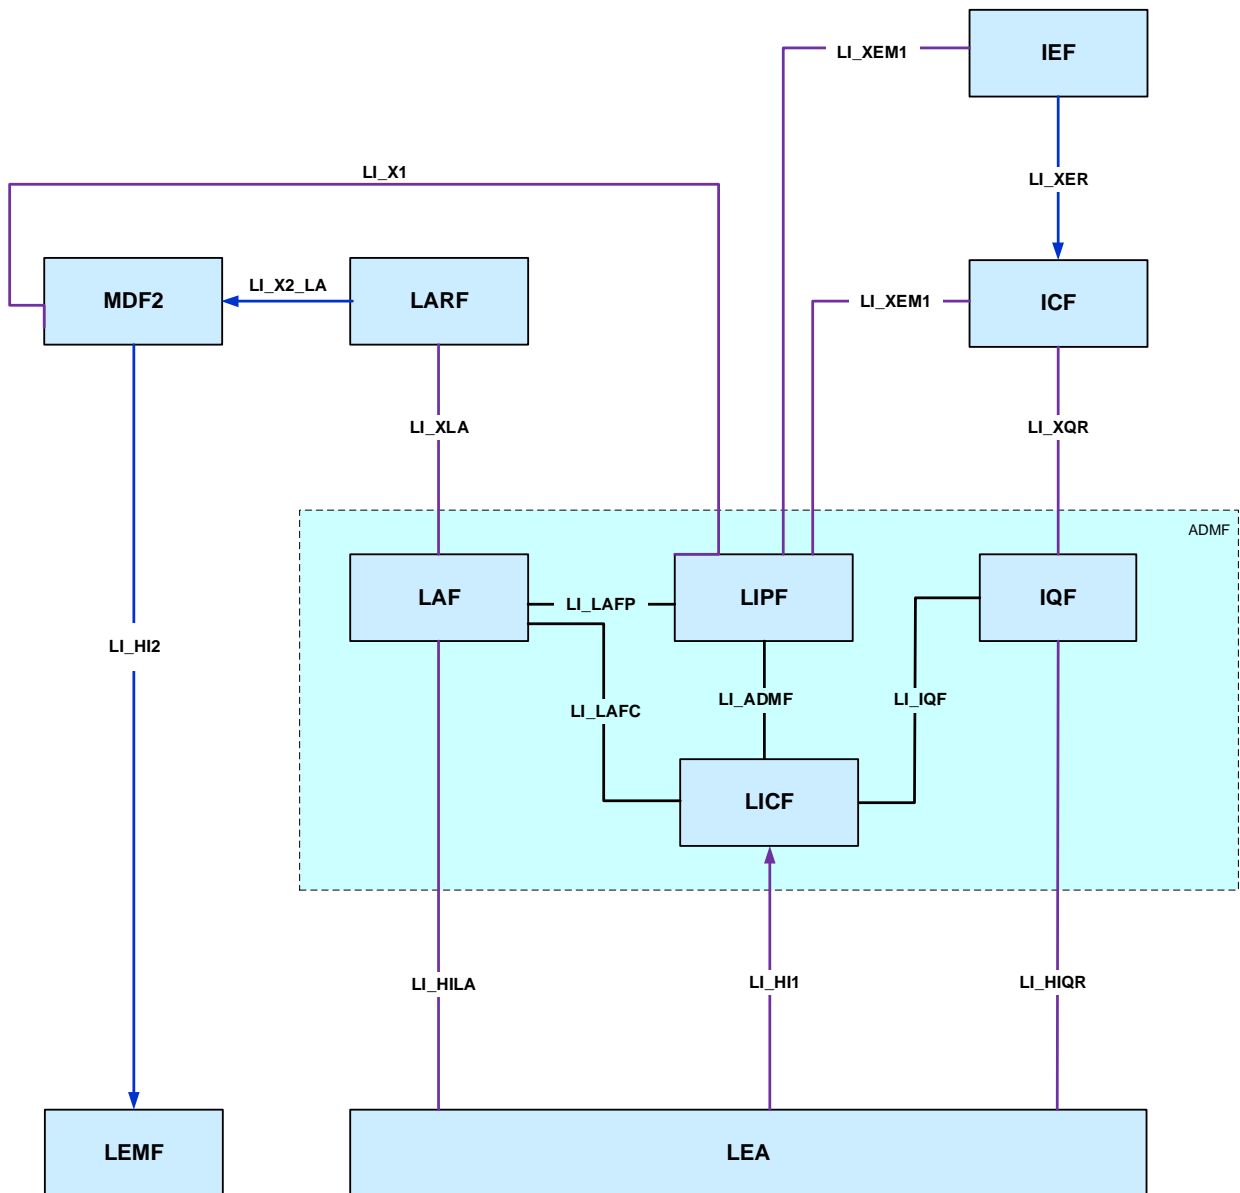 LI_XEM1
IEF
LI_X1
LI_XER
MDF2
LI_X2_LA
LARF
LI_XEM1
ICF
LI_XLA
LI_XQR
ADMF
LAF
LI_LAFP
LIPF
IQF
LI_HI2
LI_LAFC
LI_ADMF
LI_IQF
LICF
LI_HILA
LI_HI1
LI_HIQR
LEMF
LEA